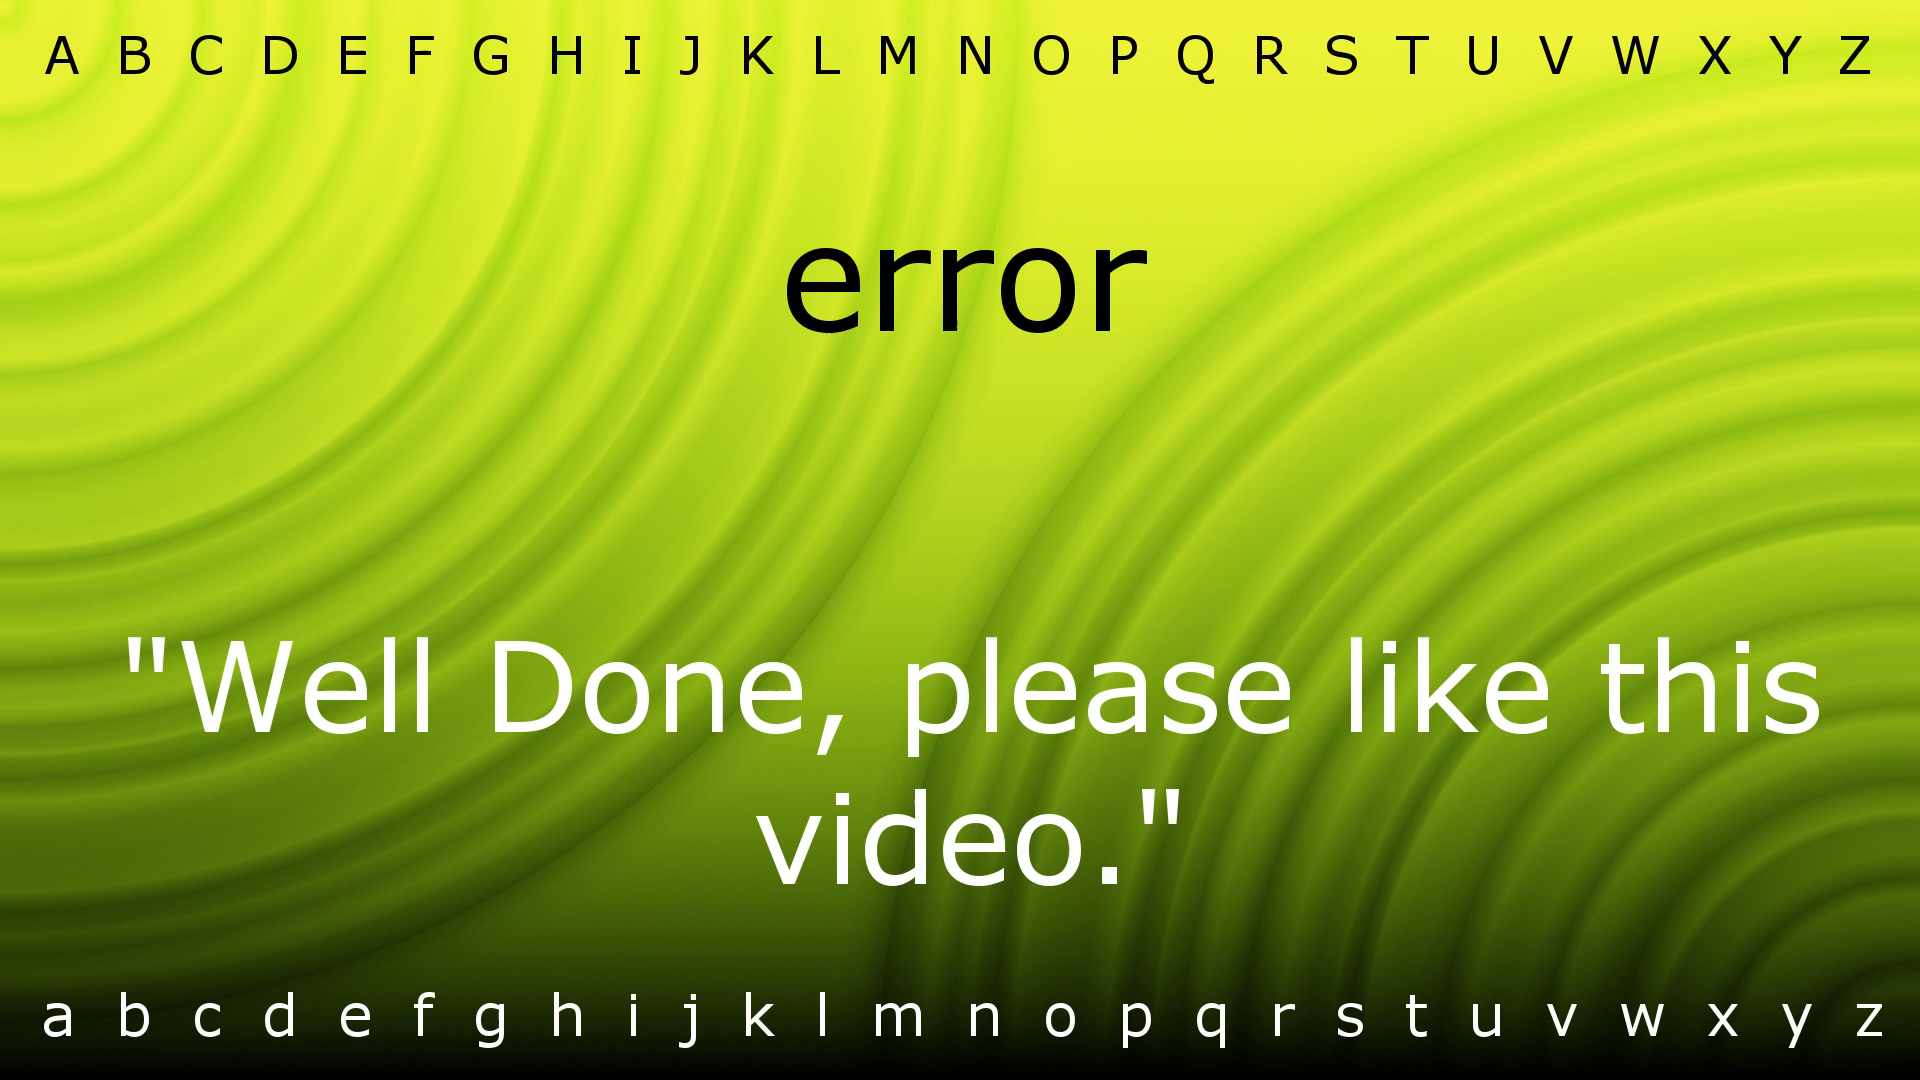 A B C D E F G H I J K L M N O P Q R S T U V W X Y Z
error
"Well Done, please like this
video."
a b c d e f g h i j k l m n o p q r s t u v w x y z